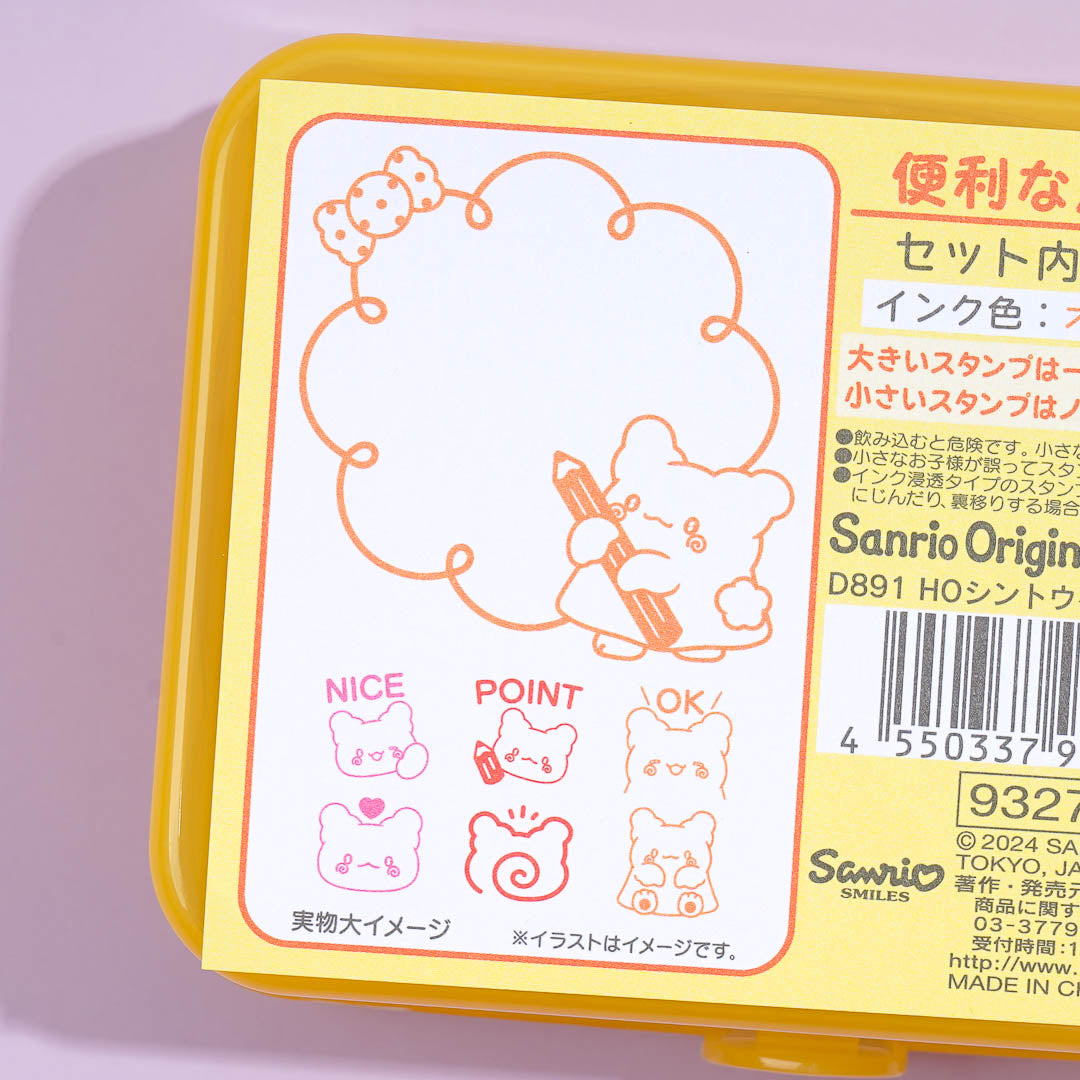 NICE
POINT
OK
実物大イメージ
※イラストはイメージです。
便利な
セット内
インク色:オ
大きいスタンプは一
小さいスタンプはノ
●飲み込むと危険です。小さな
●小さなお子様が誤ってスタン
●インク浸透タイプのスタンプ
にじんだり、裏移りする場合
Sanrio Origin
D891 HOシントウ
4 550337 9
9327
Sanrio
SMILES
© 2024 SA
TOKYO, JA
著作・発売元
商品に関す
03-3779
受付時間:1
http://www.
MADE IN CH